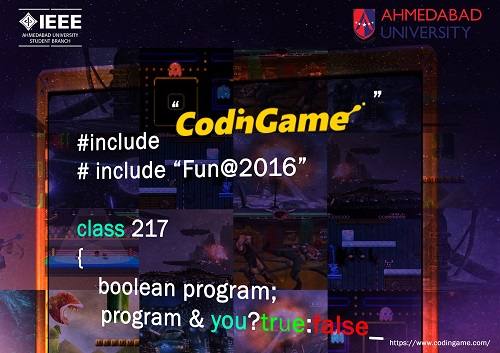 IEEE
AHMEDABAD UNIVERSITY
STUDENT BRANCH
AHMEDABAD
UNIVERSITY
“ CodinGame ”
#include
# include “Fun@2016”
class 217
{
boolean program;
program & you?true:false_
https://www.codingame.com/